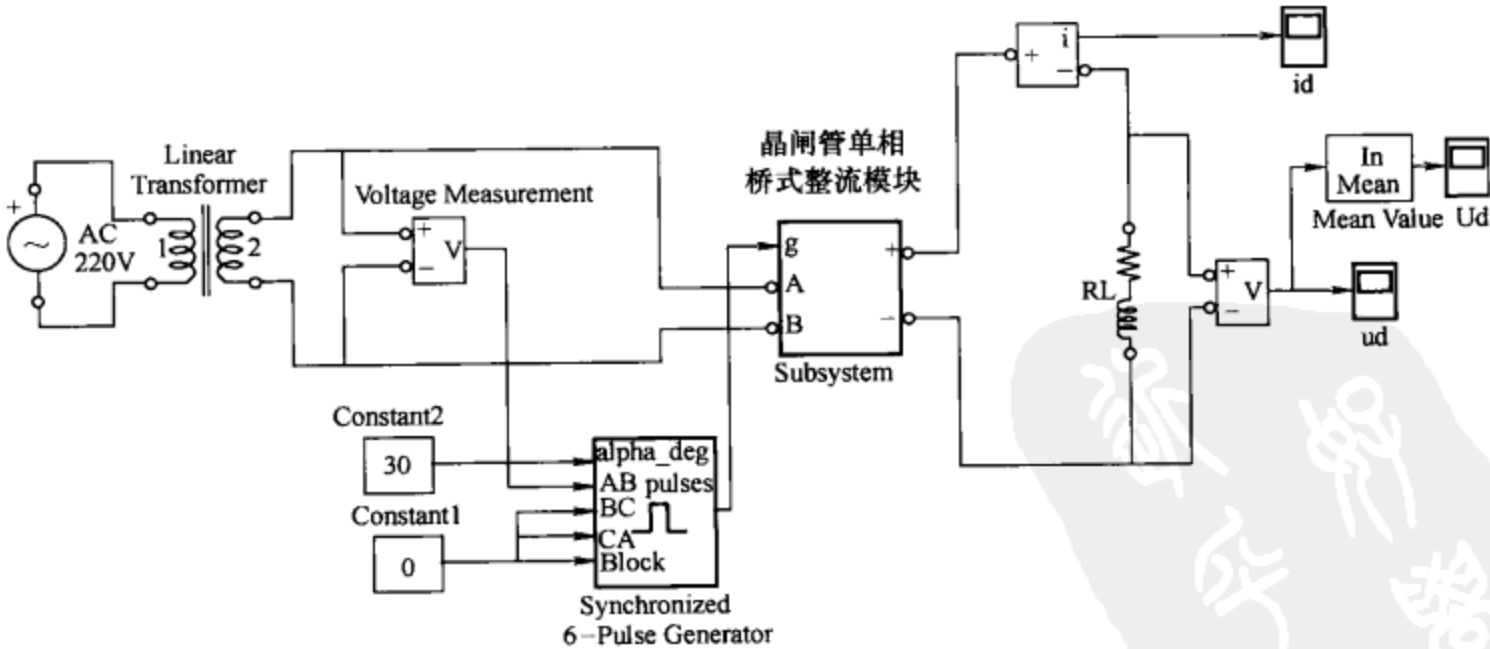 i
+
−
id
晶闸管单相
桥式整流模块
Linear
Transformer
Voltage Measurement
In
Mean
Mean Value
Ud
+
AC
220V
1
2
+
V
−
g
A
B
+
−
Subsystem
RL
+
V
−
ud
Constant2
30
Constant1
0
alpha_deg
AB pulses
BC
CA
Block
Synchronized
6-Pulse Generator